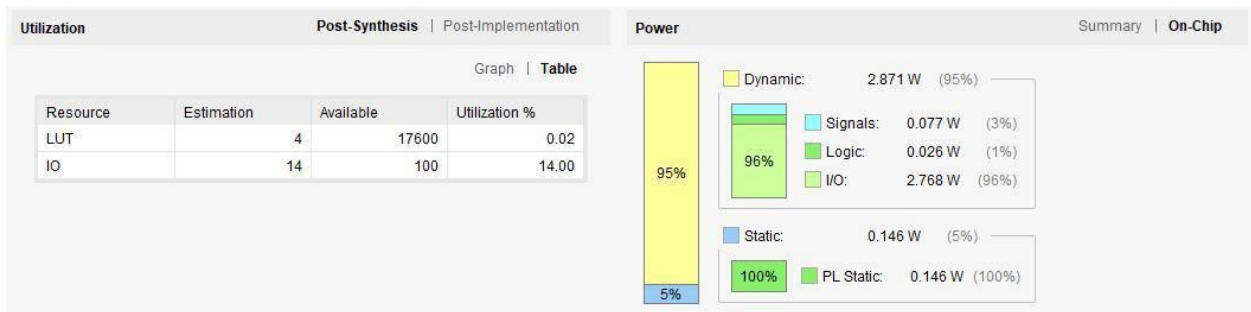 Utilization Post-Synthesis | Post-Implementation
Graph | Table
Resource Estimation Available Utilization %
LUT 4 17600 0.02
IO 14 100 14.00
Power Summary | On-Chip
95%
5%
Dynamic: 2.871 W (95%)
96%
Signals: 0.077 W (3%)
Logic: 0.026 W (1%)
I/O: 2.768 W (96%)
Static: 0.146 W (5%)
100% PL Static: 0.146 W (100%)